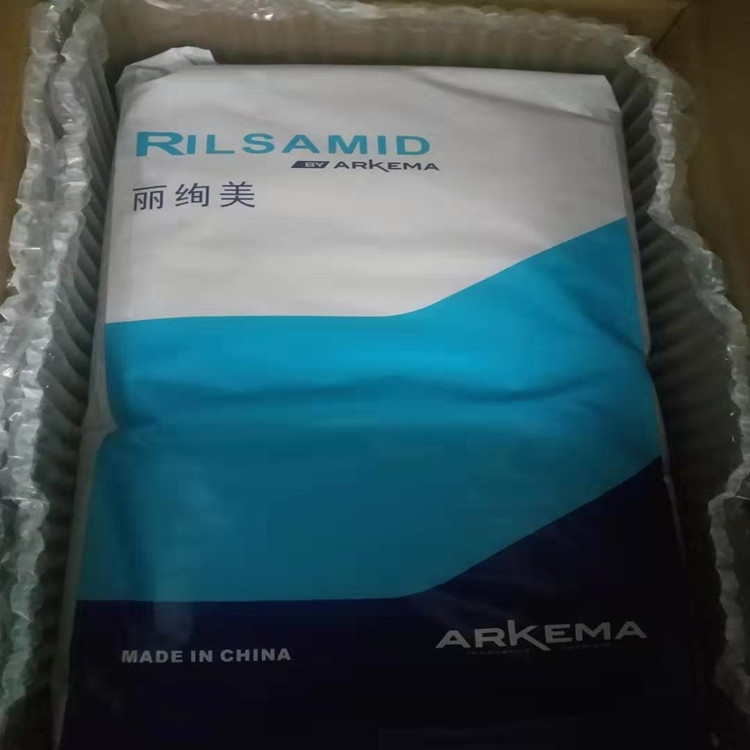 RILSAMID
BY ARKEMA
丽绚美
MADE IN CHINA
ARKEMA